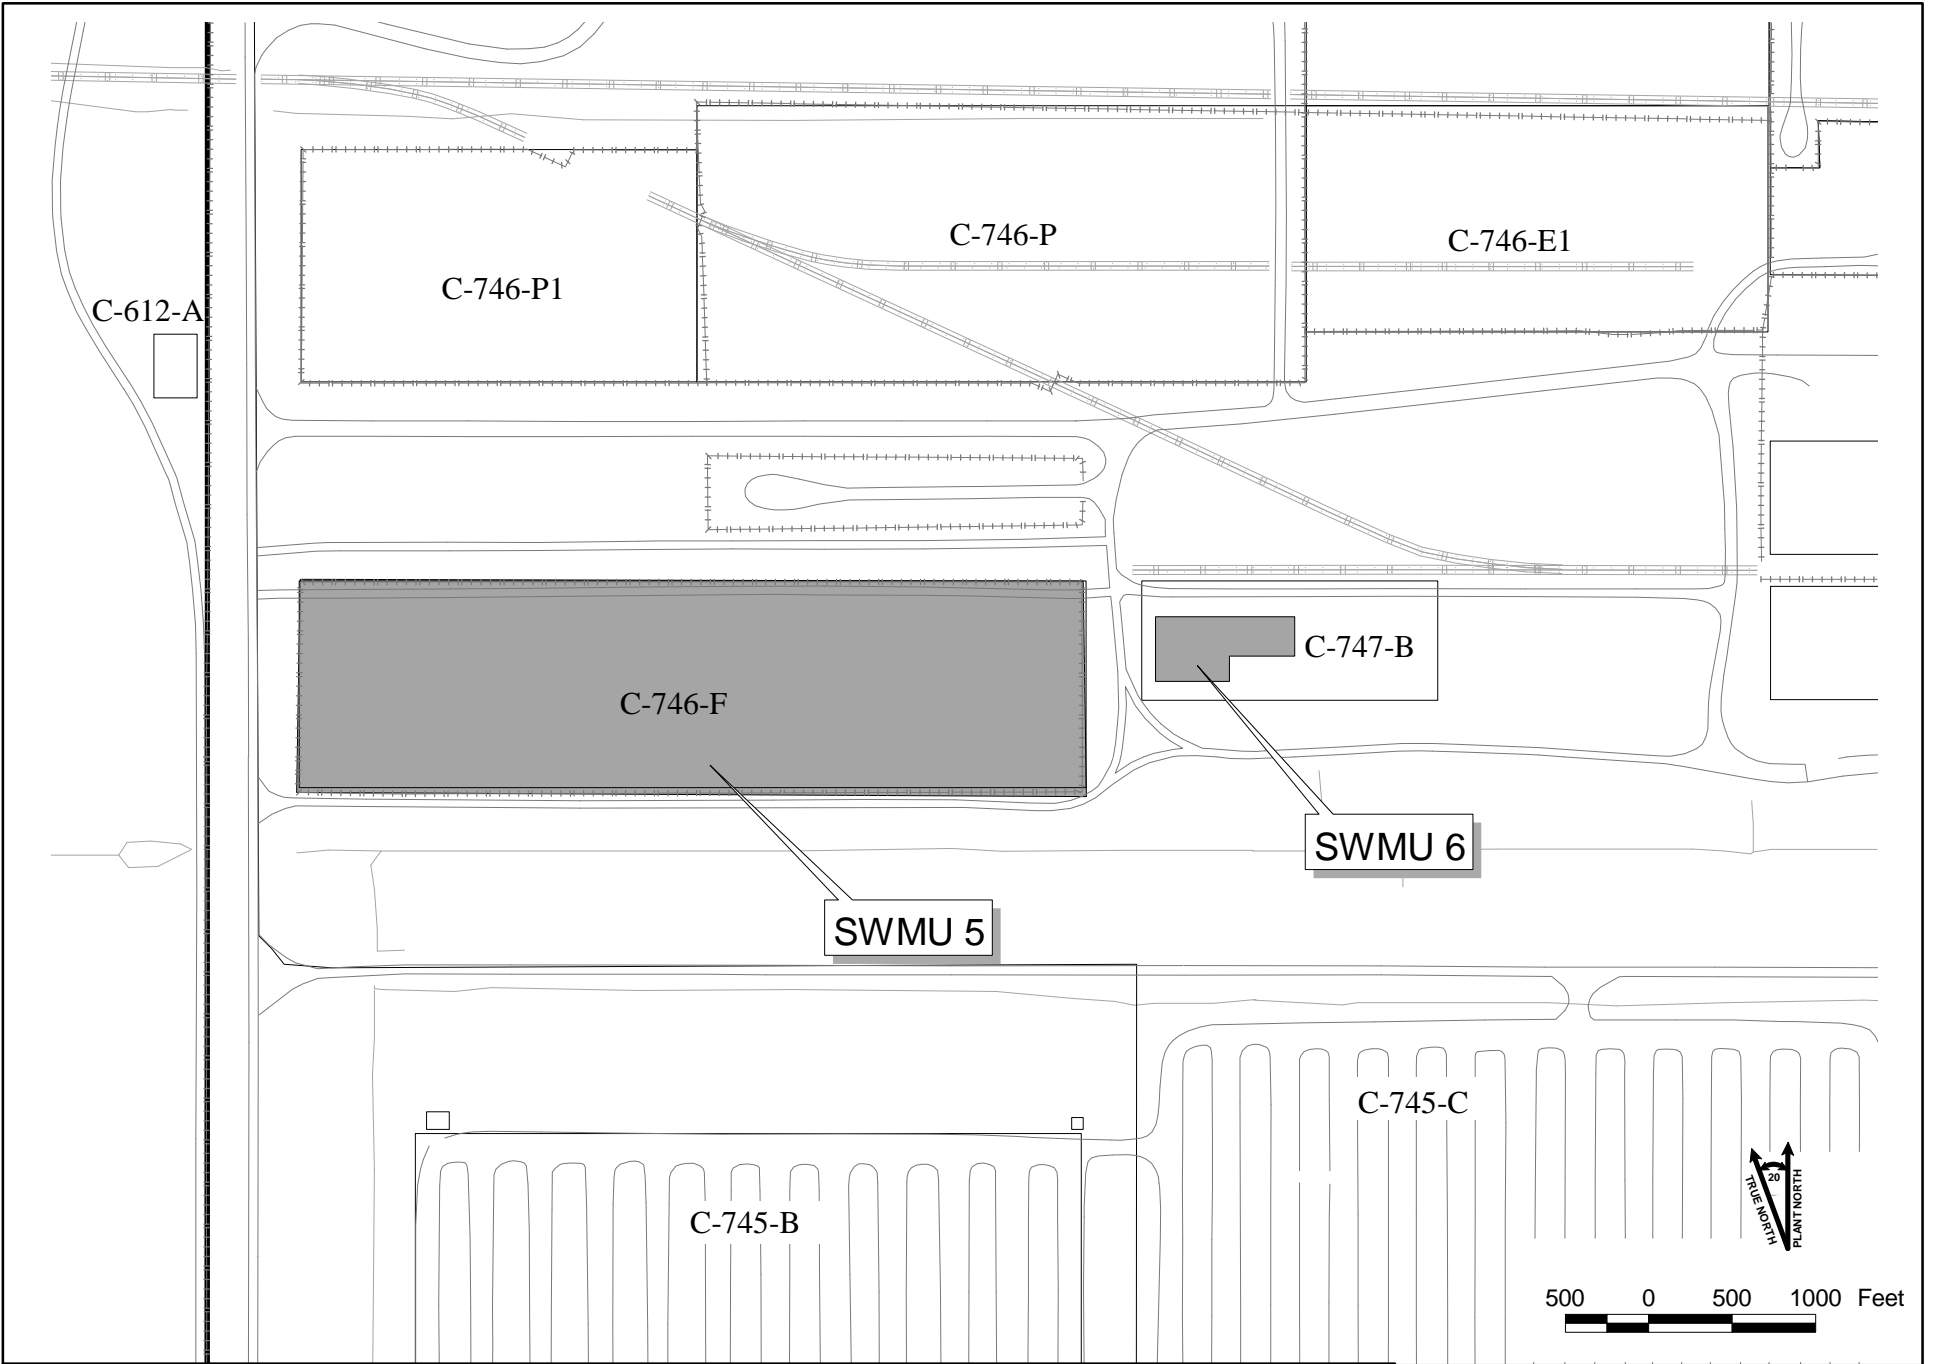 C-746-P
C-746-E1
C-746-P1
C-612-A
C-747-B
C-746-F
SWMU 6
SWMU 5
C-745-C
20
TRUE NORTH
PLANT NORTH
C-745-B
500 0 500 1000 Feet